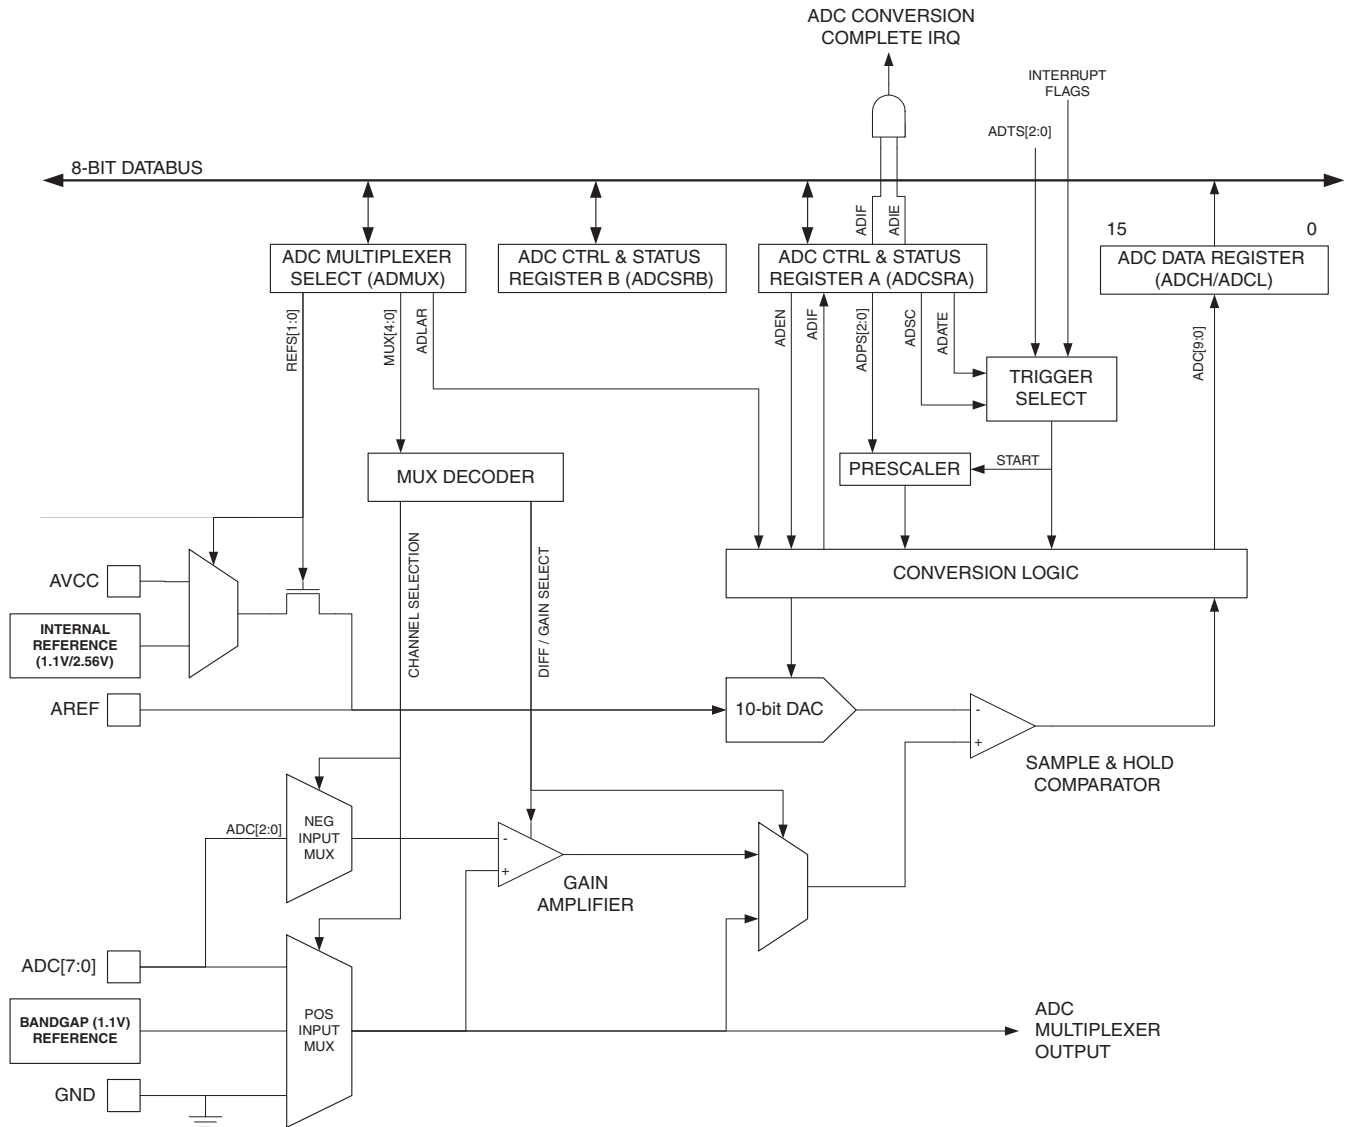 ADC CONVERSION
COMPLETE IRQ
INTERRUPT
FLAGS
ADTS[2:0]
8-BIT DATABUS
ADIF
ADIE
15
0
ADC MULTIPLEXER
SELECT (ADMUX)
ADC CTRL & STATUS
REGISTER B (ADCSRB)
ADC CTRL & STATUS
REGISTER A (ADCSRA)
ADC DATA REGISTER
(ADCH/ADCL)
REFS[1:0]
MUX[4:0]
ADLAR
ADEN
ADIF
ADPS[2:0]
ADSC
ADATE
ADC[9:0]
TRIGGER
SELECT
MUX DECODER
PRESCALER
START
CHANNEL SELECTION
DIFF / GAIN SELECT
AVCC
CONVERSION LOGIC
INTERNAL
REFERENCE
(1.1V/2.56V)
AREF
10-bit DAC
-
+
SAMPLE & HOLD
COMPARATOR
ADC[2:0]
NEG
INPUT
MUX
-
+
GAIN
AMPLIFIER
ADC[7:0]
BANDGAP (1.1V)
REFERENCE
POS
INPUT
MUX
ADC
MULTIPLEXER
OUTPUT
GND